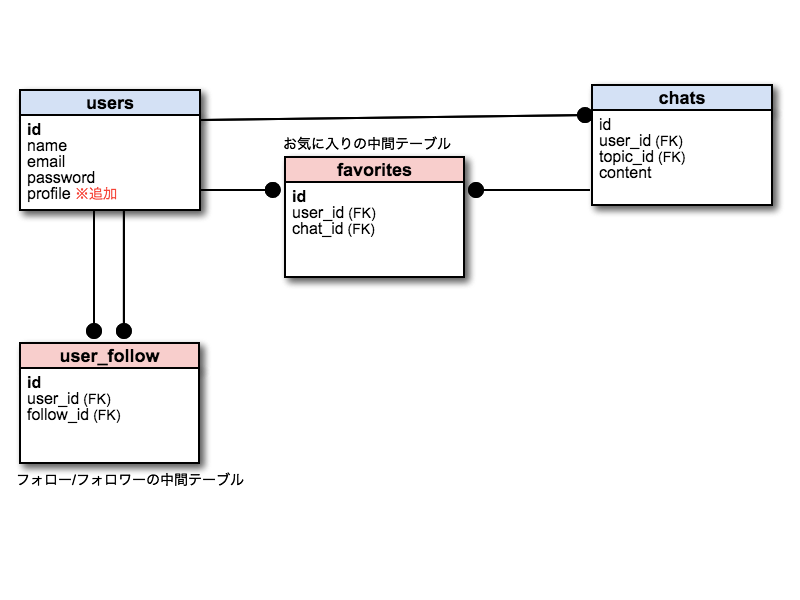 users
id
name
email
password
profile ※追加
お気に入りの中間テーブル
favorites
id
user_id (FK)
chat_id (FK)
chats
id
user_id (FK)
topic_id (FK)
content
user_follow
id
user_id (FK)
follow_id (FK)
フォロー/フォロワーの中間テーブル